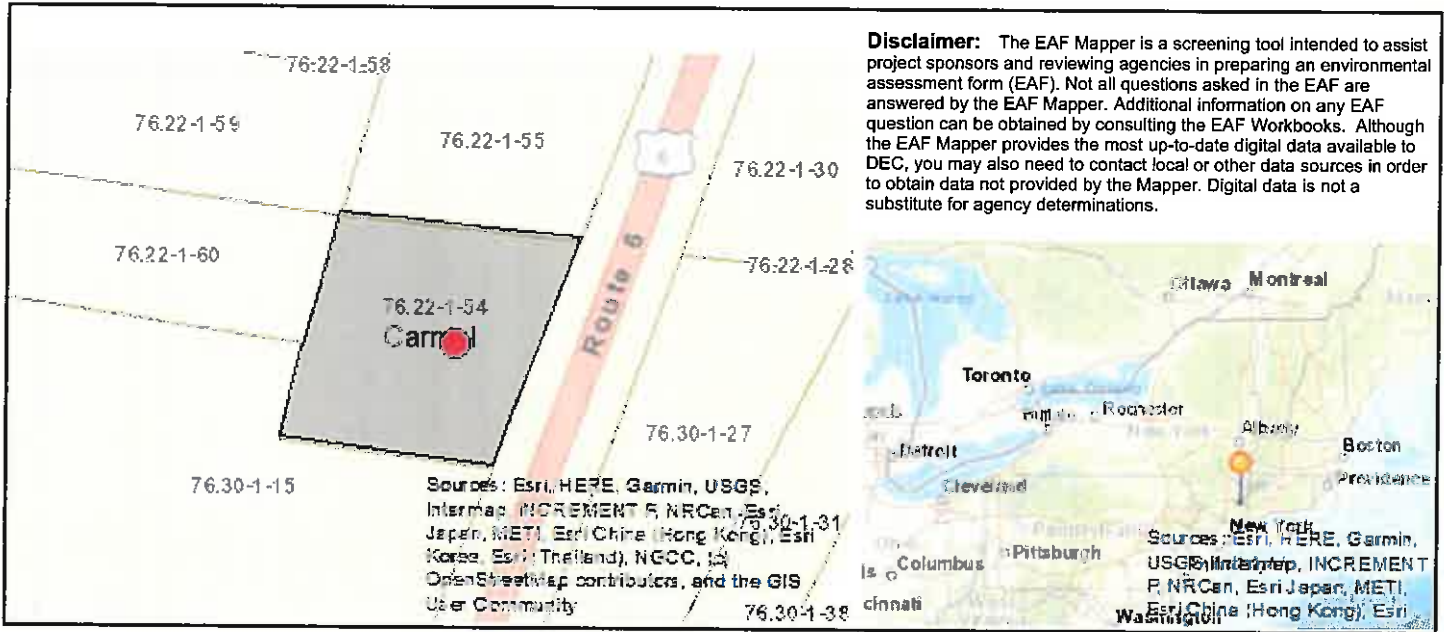 76.22-1-58
76.22-1-59
76.22-1-55
76.22-1-30
76.22-1-60
76.22-1-28
76.22-1-54
6
Route 6
76.30-1-27
76.30-1-15
76.30-1-31
76.30-1-38
Sources: Esri, HERE, Garmin, USGS,
Intermap, INCREMENT P, NRCan, Esri
Japan, METI, Esri China (Hong Kong), Esri
Korea, Esri (Thailand), NGCC, (c)
OpenStreetMap contributors, and the GIS
User Community
Disclaimer: The EAF Mapper is a screening tool intended to assist
project sponsors and reviewing agencies in preparing an environmental
assessment form (EAF). Not all questions asked in the EAF are
answered by the EAF Mapper. Additional information on any EAF
question can be obtained by consulting the EAF Workbooks. Although
the EAF Mapper provides the most up-to-date digital data available to
DEC, you may also need to contact local or other data sources in order
to obtain data not provided by the Mapper. Digital data is not a
substitute for agency determinations.
Ottawa
Montreal
Toronto
Rochester
Albany
Boston
Detroit
Providence
Cleveland
New York
Pittsburgh
Columbus
cinnati
Washington
Sources: Esri, HERE, Garmin,
USGS, Intermap, INCREMENT
P, NRCan, Esri Japan, METI,
Esri China (Hong Kong), Esri